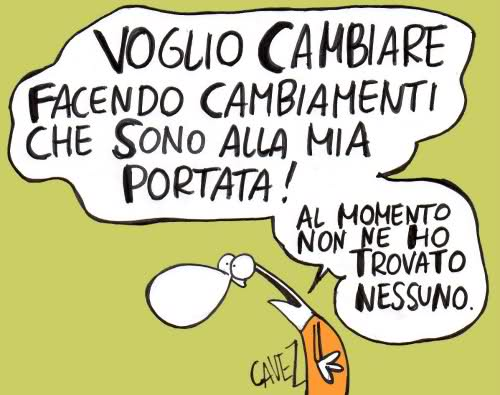 VOGLIO CAMBIARE
FACENDO CAMBIAMENTI
CHE SONO ALLA MIA
PORTATA!
AL MOMENTO
NON NE HO
TROVATO
NESSUNO.
CAVEZ